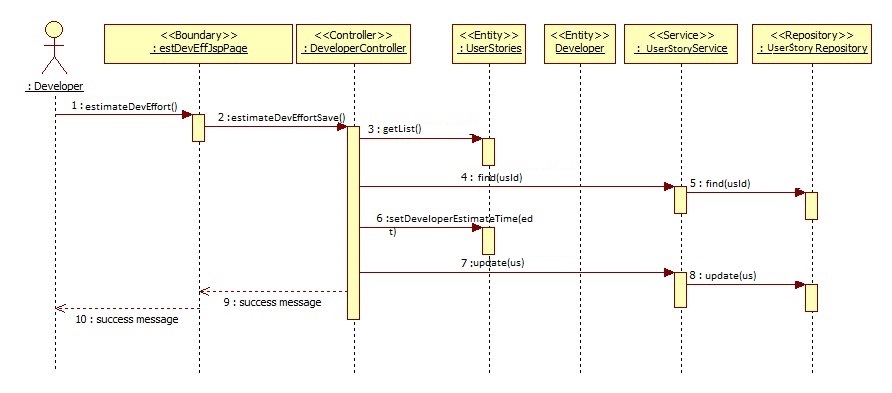 <<Boundary>>
: estDevEffJspPage
<<Controller>>
: DeveloperController
<<Entity>>
: UserStories
<<Entity>>
Developer
<<Service>>
: UserStoryService
<<Repository>>
: UserStory Repository
: Developer
1 : estimateDevEffort()
2 : estimateDevEffortSave()
3 : getList()
4 : find(usId)
5 : find(usId)
6 :setDeveloperEstimateTime(ed
t)
7 :update(us)
8 : update(us)
9 : success message
10 : success message